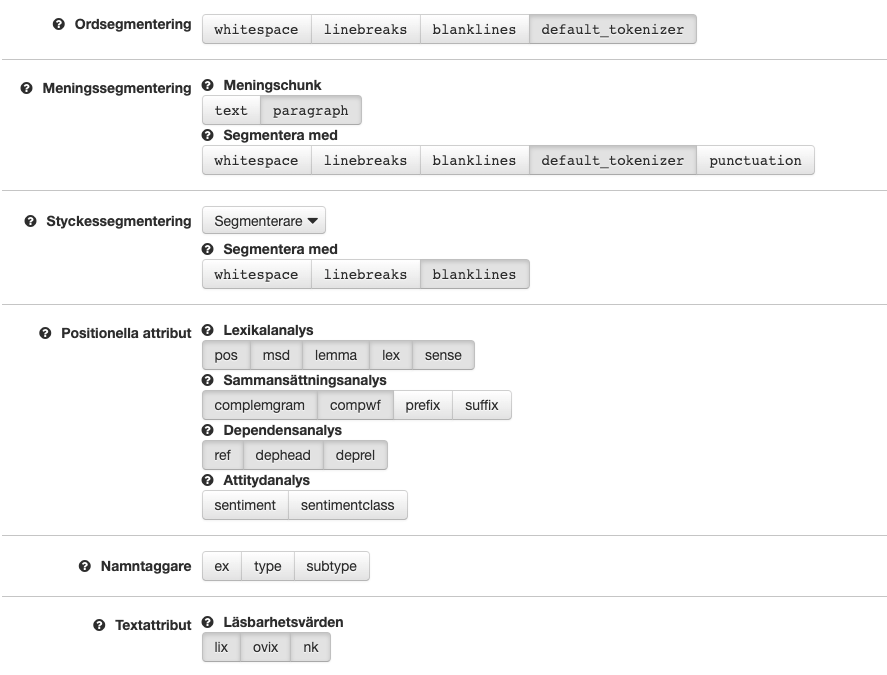 Ordsegmentering whitespace linebreaks blanklines default_tokenizer
Meningssegmentering Meningschunk
text paragraph
Segmentera med
whitespace linebreaks blanklines default_tokenizer punctuation
Styckessegmentering Segmenterare
Segmentera med
whitespace linebreaks blanklines
Positionella attribut Lexikalanalys
pos msd lemma lex sense
Sammansättningsanalys
complemgram compwf prefix suffix
Dependensanalys
ref dephead deprel
Attitydanalys
sentiment sentimentclass
Namntaggare ex type subtype
Textattribut Läsbarhetsvärden
lix ovix nk